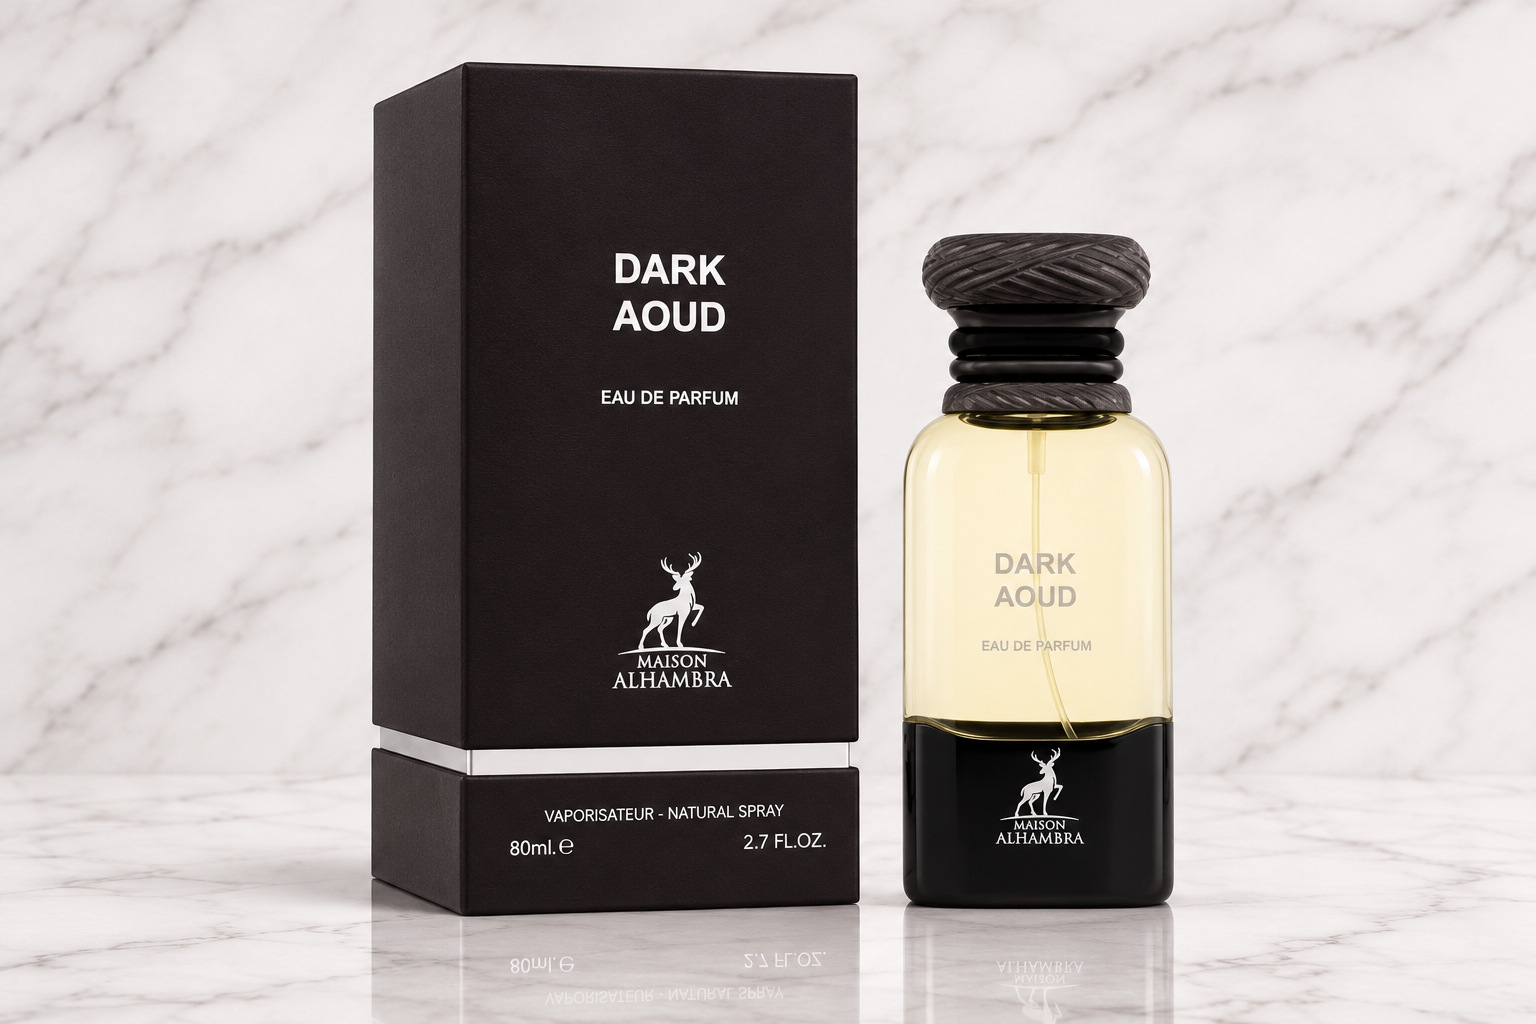 DARK
AOUD
EAU DE PARFUM
MAISON
ALHAMBRA
VAPORISATEUR - NATURAL SPRAY
80ml.℮
2.7 FL.OZ.
DARK
AOUD
EAU DE PARFUM
MAISON
ALHAMBRA